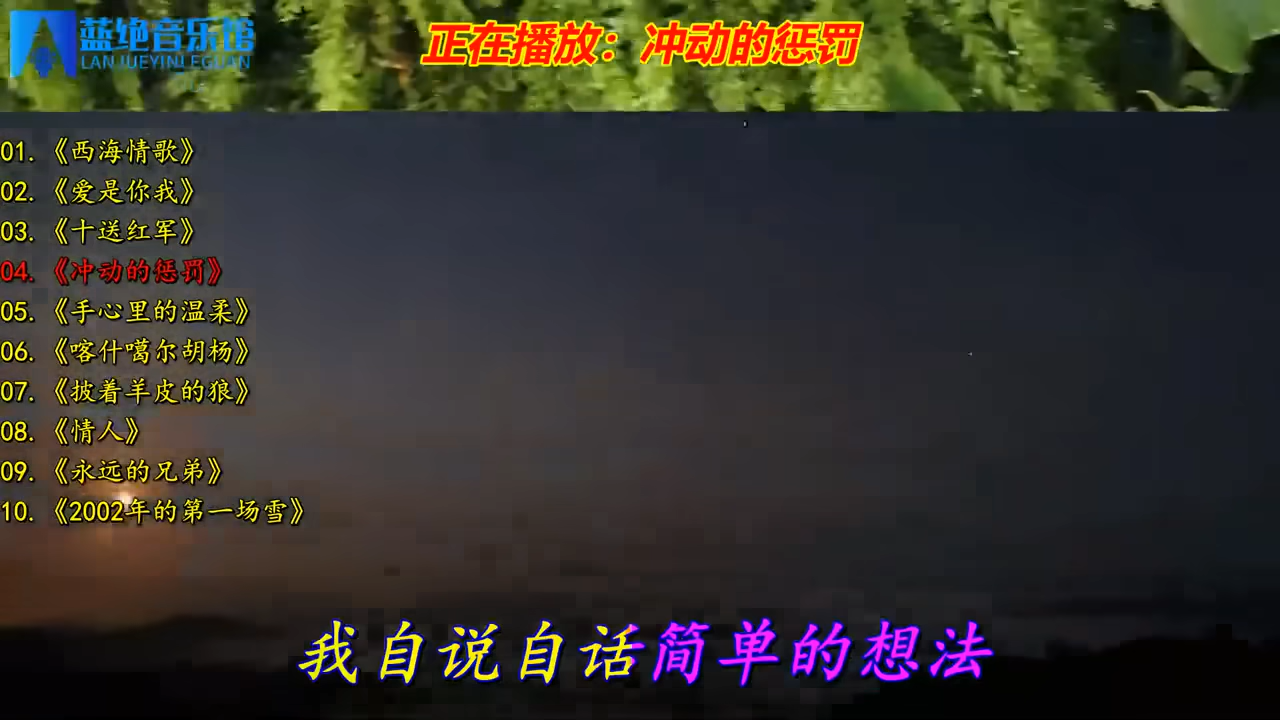 蓝绝音乐馆
LAN JUEYINLEGUAN
正在播放：冲动的惩罚
01.《西海情歌》
02.《爱是你我》
03.《十送红军》
04.《冲动的惩罚》
05.《手心里的温柔》
06.《喀什噶尔胡杨》
07.《披着羊皮的狼》
08.《情人》
09.《永远的兄弟》
10.《2002年的第一场雪》
我自说自话简单的想法